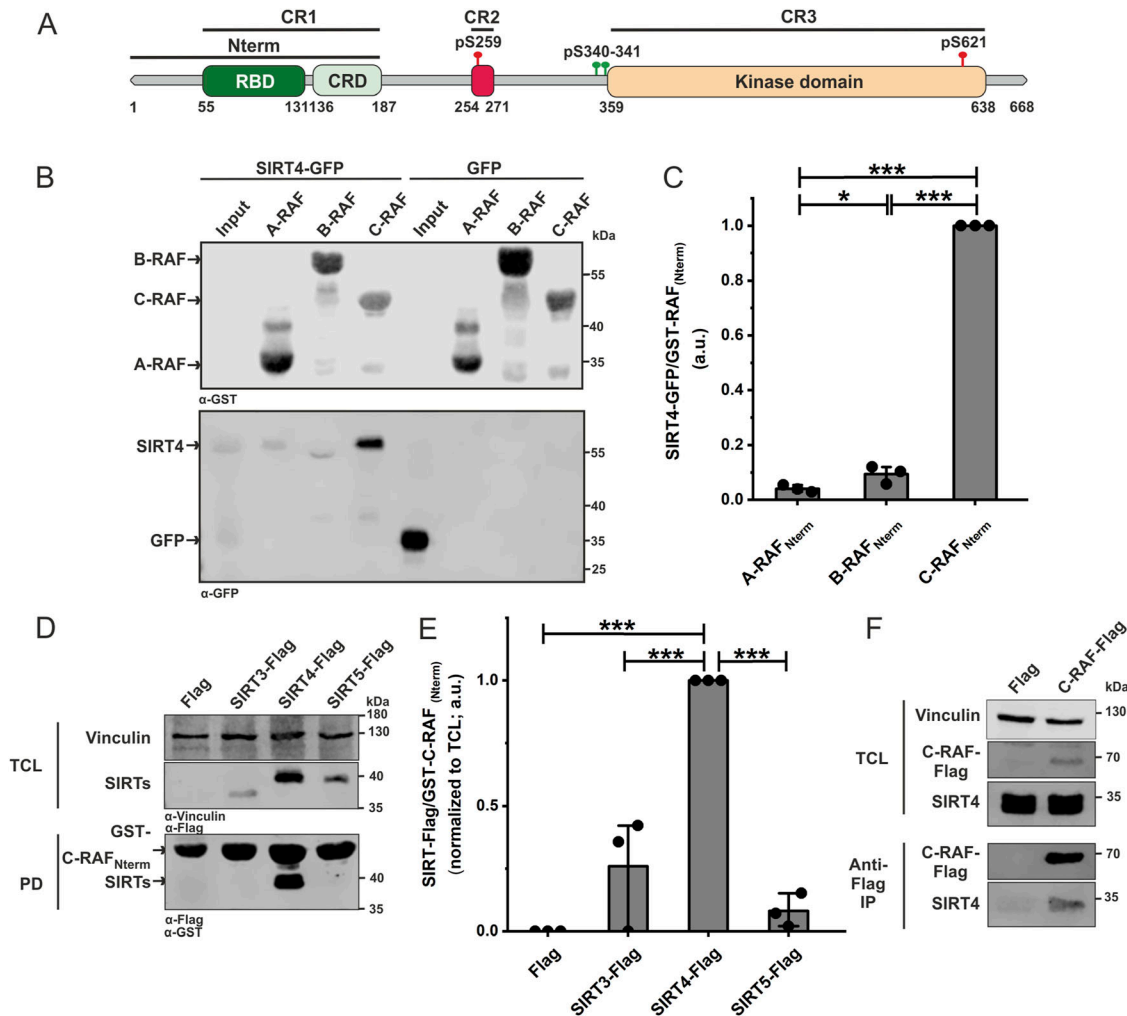 A
CR1
CR2
CR3
Nterm
pS259
pS340-341
pS621
RBD
CRD
Kinase domain
1
55
131
136
187
254
271
359
638
668
B
SIRT4-GFP
GFP
Input
A-RAF
B-RAF
C-RAF
Input
A-RAF
B-RAF
C-RAF
kDa
B-RAF
C-RAF
A-RAF
55
40
35
α-GST
SIRT4
GFP
55
40
35
25
α-GFP
C
***
*
***
SIRT4-GFP/GST-RAF(Nterm)
(a.u.)
1.0
0.8
0.6
0.4
0.2
0.0
A-RAFNterm
B-RAFNterm
C-RAFNterm
D
Flag
SIRT3-Flag
SIRT4-Flag
SIRT5-Flag
kDa
TCL
Vinculin
180
130
SIRTs
40
35
α-Vinculin
α-Flag
PD
GST-
C-RAFNterm
SIRTs
40
35
α-Flag
α-GST
E
***
***
***
SIRT-Flag/GST-C-RAF(Nterm)
(normalized to TCL; a.u.)
1.0
0.5
0.0
Flag
SIRT3-Flag
SIRT4-Flag
SIRT5-Flag
F
Flag
C-RAF-Flag
kDa
TCL
Vinculin
130
C-RAF-
Flag
70
SIRT4
35
Anti-
Flag
IP
C-RAF-
Flag
70
SIRT4
35